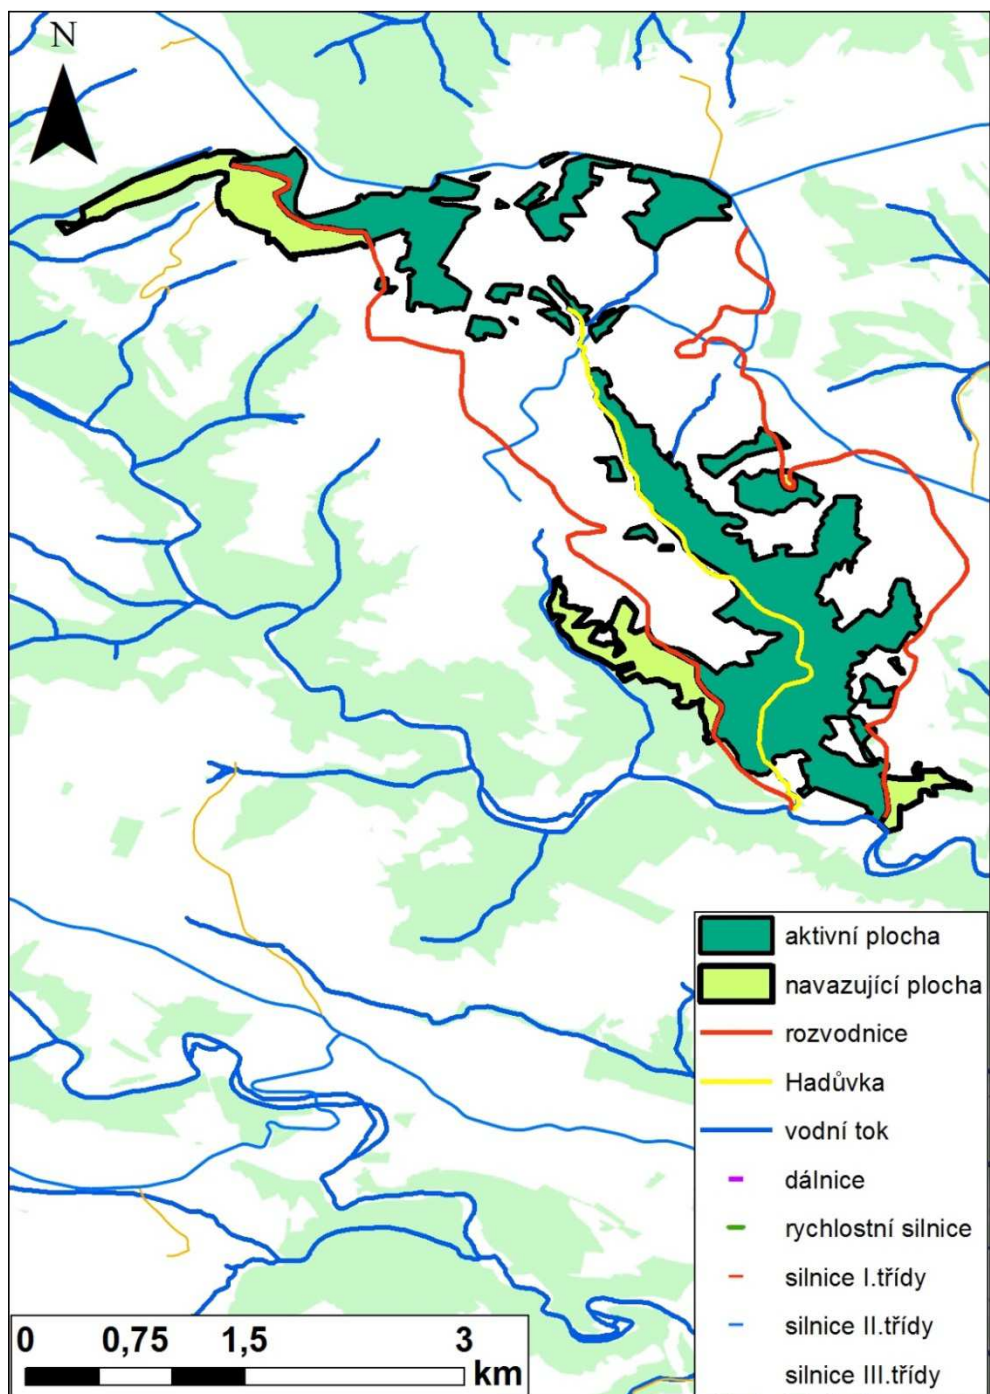 N
aktivní plocha
navazující plocha
rozvodnice
Hadůvka
vodní tok
dálnice
rychlostní silnice
silnice I.třídy
silnice II.třídy
silnice III.třídy
0 0,75 1,5 3
km